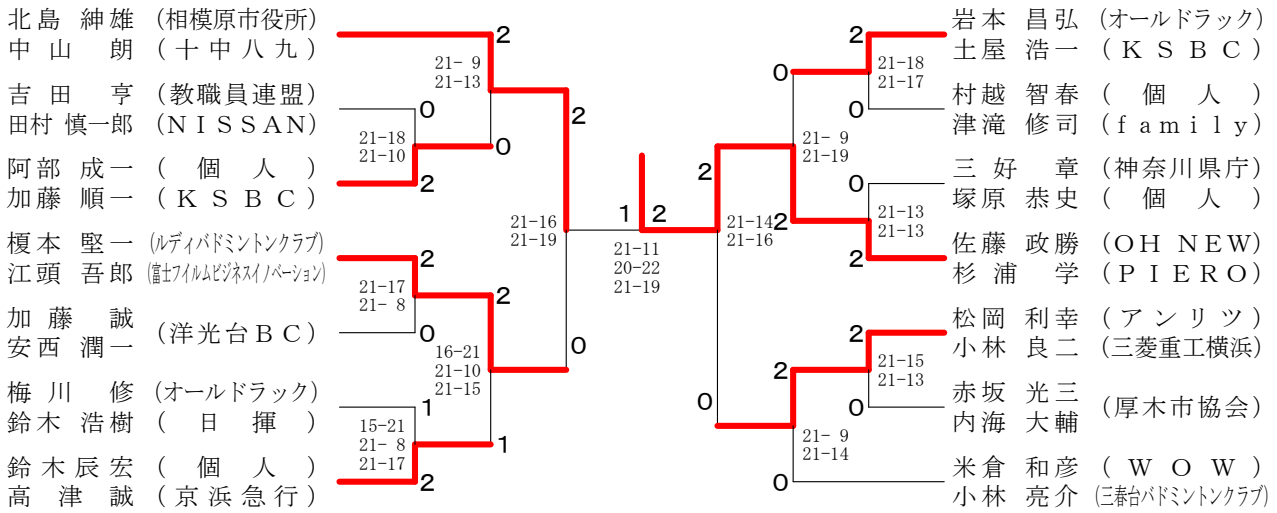 北島 紳雄 (相模原市役所)
中山 朗 (十中八九)
吉田 亨 (教職員連盟)
田村 慎一郎 (NISSAN)
阿部 成一 (個人)
加藤 順一 (KSBC)
榎本 堅一 (ルディバドミントンクラブ)
江頭 吾郎 (富士フイルムビジネスイノベーション)
加藤 誠
安西 潤一
(洋光台BC)
梅川 修 (オールドラック)
鈴木 浩樹 (日揮)
鈴木辰宏 (個人)
高津 誠 (京浜急行)
2
21- 9
21-13
0
21-18
21-10
0
2
2
21-16
21-19
2
21-17
21- 8
0
2
16-21
21-10
21-15
0
1
15-21
21- 8
21-17
1
2
1
2
21-11
20-22
21-19
2
21-14
21-16
0
0
2
21-18
21-17
0
21- 9
21-19
0
21-13
21-13
2
2
2
2
21-15
21-13
0
21- 9
21-14
0
岩本 昌弘 (オールドラック)
土屋 浩一 (KSBC)
村越 智春 (個人)
津滝 修司 (family)
三好 章 (神奈川県庁)
塚原 恭史 (個人)
佐藤 政勝 (OH NEW)
杉浦 学 (PIERO)
松岡 利幸 (アンリツ)
小林 良二 (三菱重工横浜)
赤坂 光三
内海 大輔
(厚木市協会)
米倉 和彦 (WOW)
小林 亮介 (三春台バドミントンクラブ)